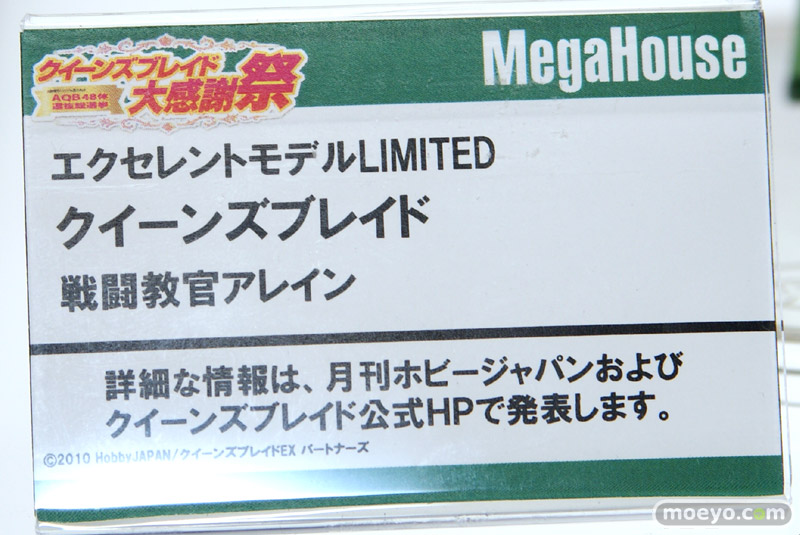 MegaHouse
クイーンズブレイド
大感謝祭
AQB48体
選抜総選挙
エクセレントモデルLIMITED
クイーンズブレイド
戦闘教官アレイン
詳細な情報は、月刊ホビージャパンおよび
クイーンズブレイド公式HPで発表します。
©2010 HobbyJAPAN/クイーンズブレイドEX パートナーズ
moeyo.com